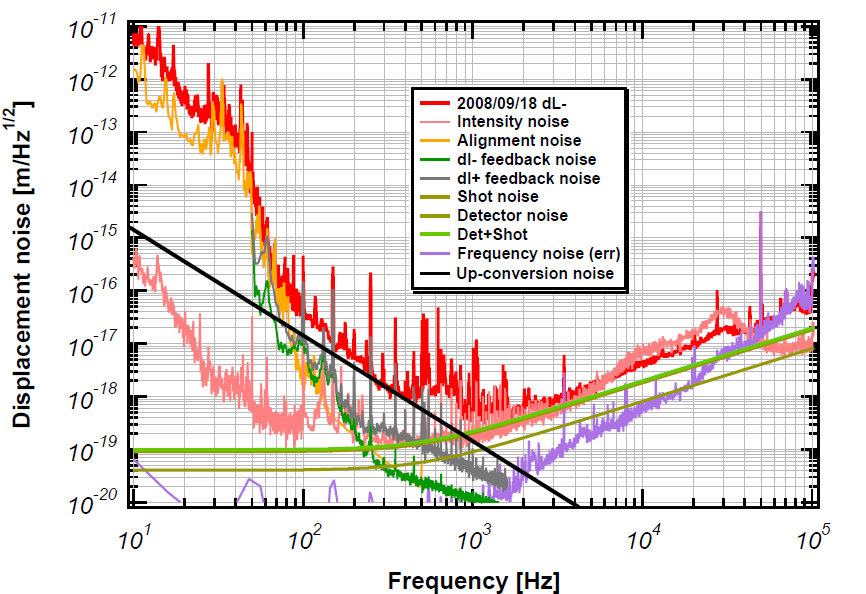 Displacement noise [m/Hz^1/2]
10^-11
10^-12
10^-13
10^-14
10^-15
10^-16
10^-17
10^-18
10^-19
10^-20
2008/09/18 dL-
Intensity noise
Alignment noise
dl- feedback noise
dl+ feedback noise
Shot noise
Detector noise
Det+Shot
Frequency noise (err)
Up-conversion noise
10^1 10^2 10^3 10^4 10^5
Frequency [Hz]